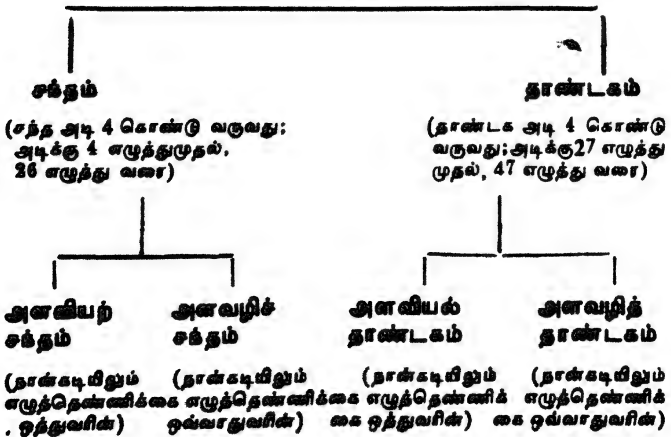 சந்தம்
(சந்த அடி 4 கொண்டு வருவது;
அடிக்கு 4 எழுத்துமுதல்,
26 எழுத்து வரை)
தாண்டகம்
(தாண்டக அடி 4 கொண்டு
வருவது;அடிக்கு27 எழுத்து
முதல், 47 எழுத்து வரை)
அளவியற்
சந்தம்
(நான்கடியிலும்
எழுத்தெண்ணிக்கை
ஒத்துவரின்)
அளவழிச்
சந்தம்
(நான்கடியிலும்
எழுத்தெண்ணிக்கை
ஒவ்வாதுவரின்)
அளவியல்
தாண்டகம்
(நான்கடியிலும்
எழுத்தெண்ணிக்
கை ஒத்துவரின்)
அளவழித்
தாண்டகம்
(நான்கடியிலும்
எழுத்தெண்ணிக்
கை ஒவ்வாதுவரின்)